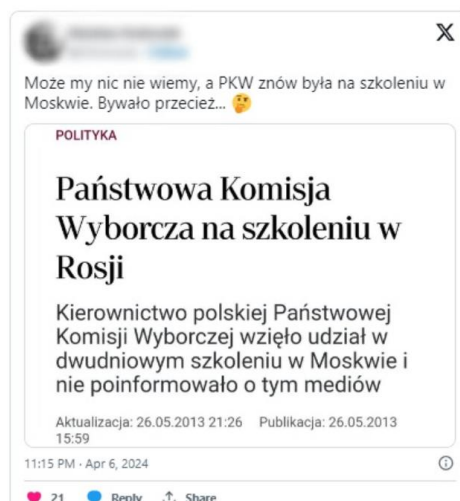 Może my nic nie wiemy, a PKW znów była na szkoleniu w
Moskwie. Bywało przecież... 🤔
POLITYKA
Państwowa Komisja
Wyborcza na szkoleniu w
Rosji
Kierownictwo polskiej Państwowej
Komisji Wyborczej wzięło udział w
dwudniowym szkoleniu w Moskwie i
nie poinformowało o tym mediów
Aktualizacja: 26.05.2013 21:26 Publikacja: 26.05.2013
15:59
11:15 PM · Apr 6, 2024
21 Reply Share